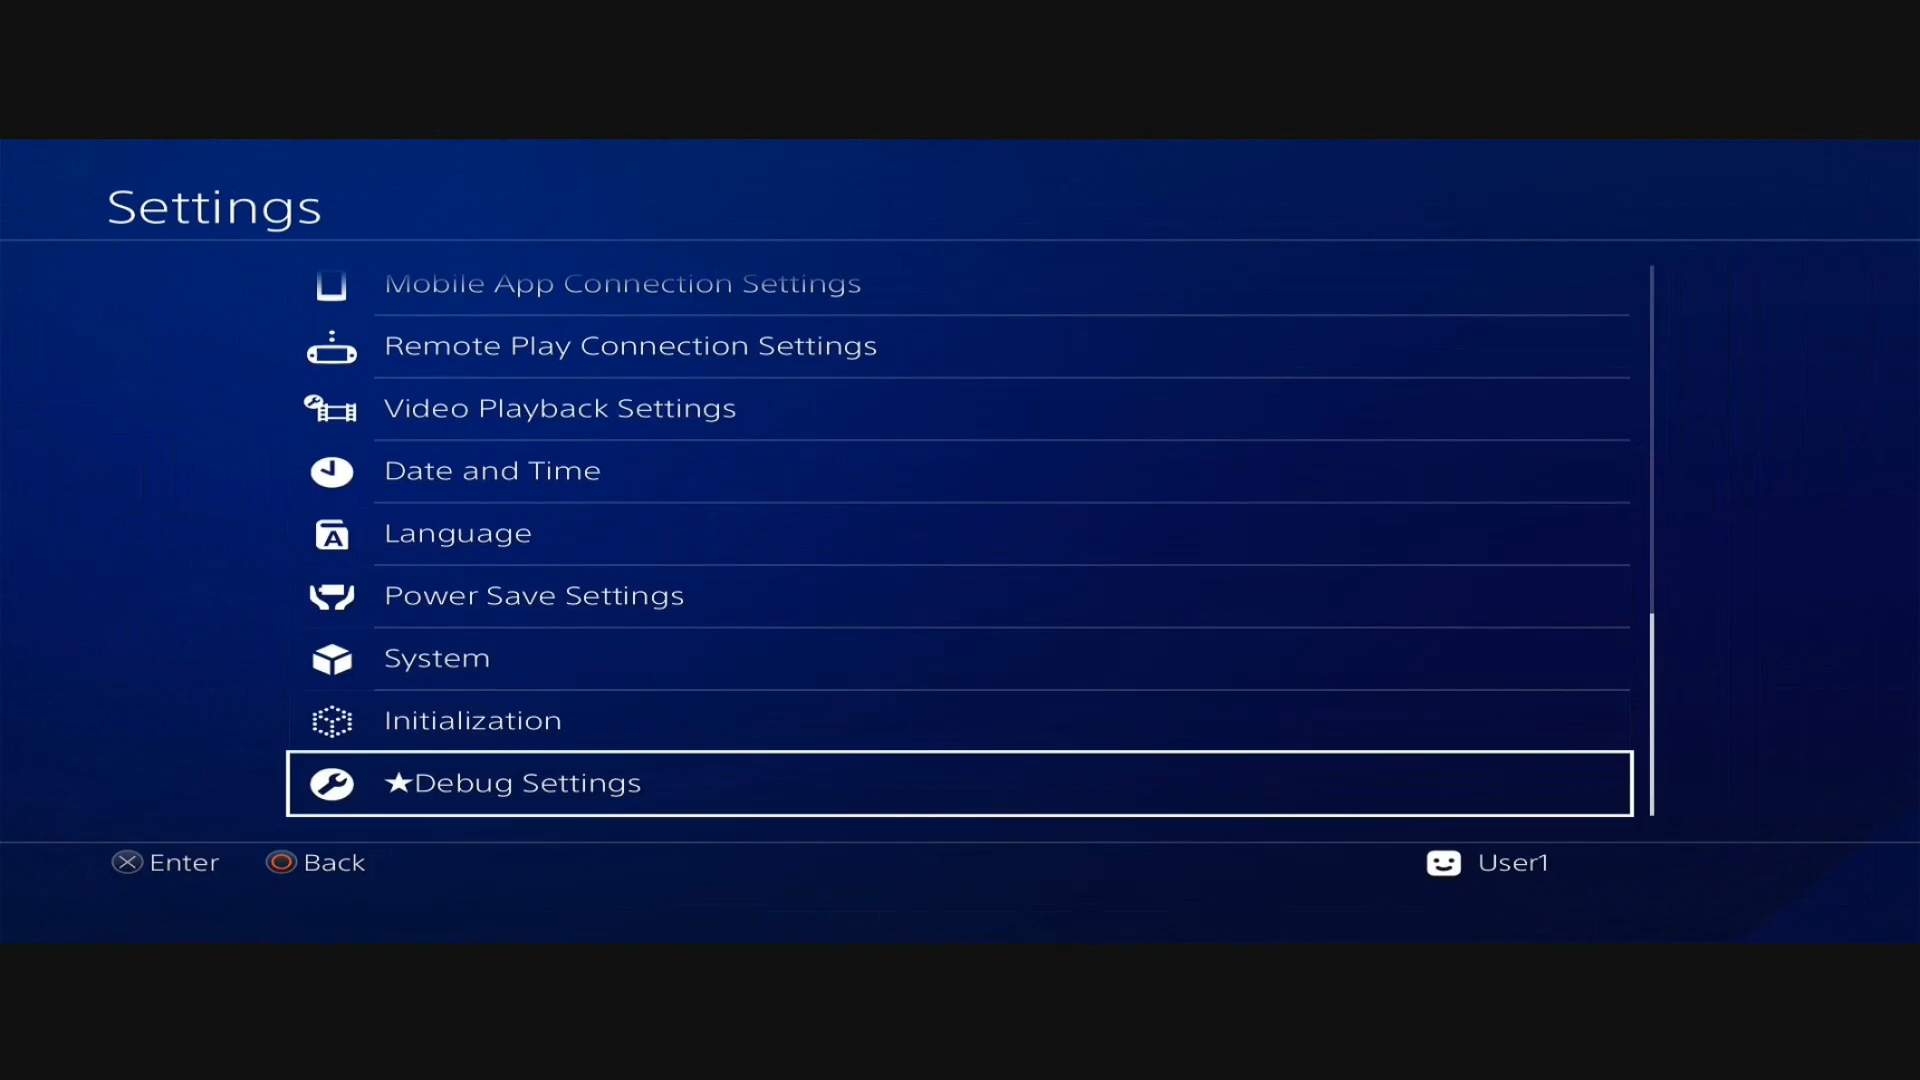 Settings
Mobile App Connection Settings
Remote Play Connection Settings
Video Playback Settings
Date and Time
A Language
Power Save Settings
System
Initialization
★Debug Settings
Enter Back User1